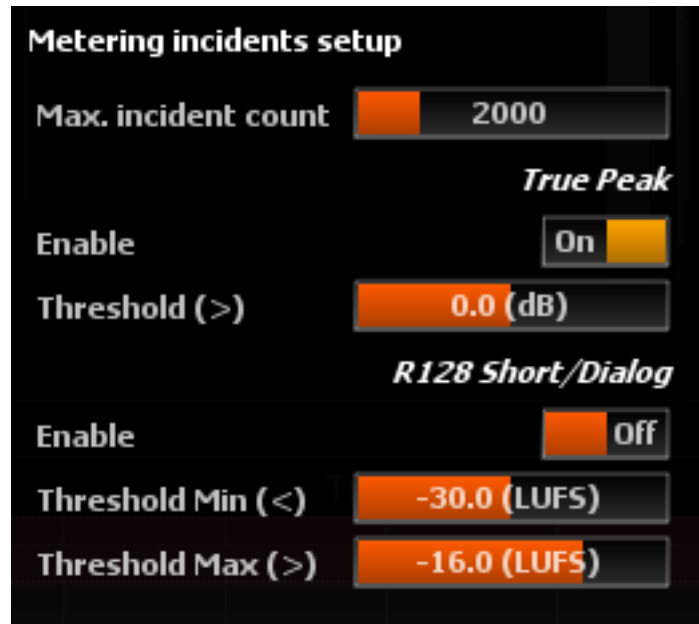 Metering incidents setup
Max. incident count 2000
True Peak
Enable On
Threshold (>) 0.0 (dB)
R128 Short/Dialog
Enable Off
Threshold Min (<) -30.0 (LUFS)
Threshold Max (>) -16.0 (LUFS)